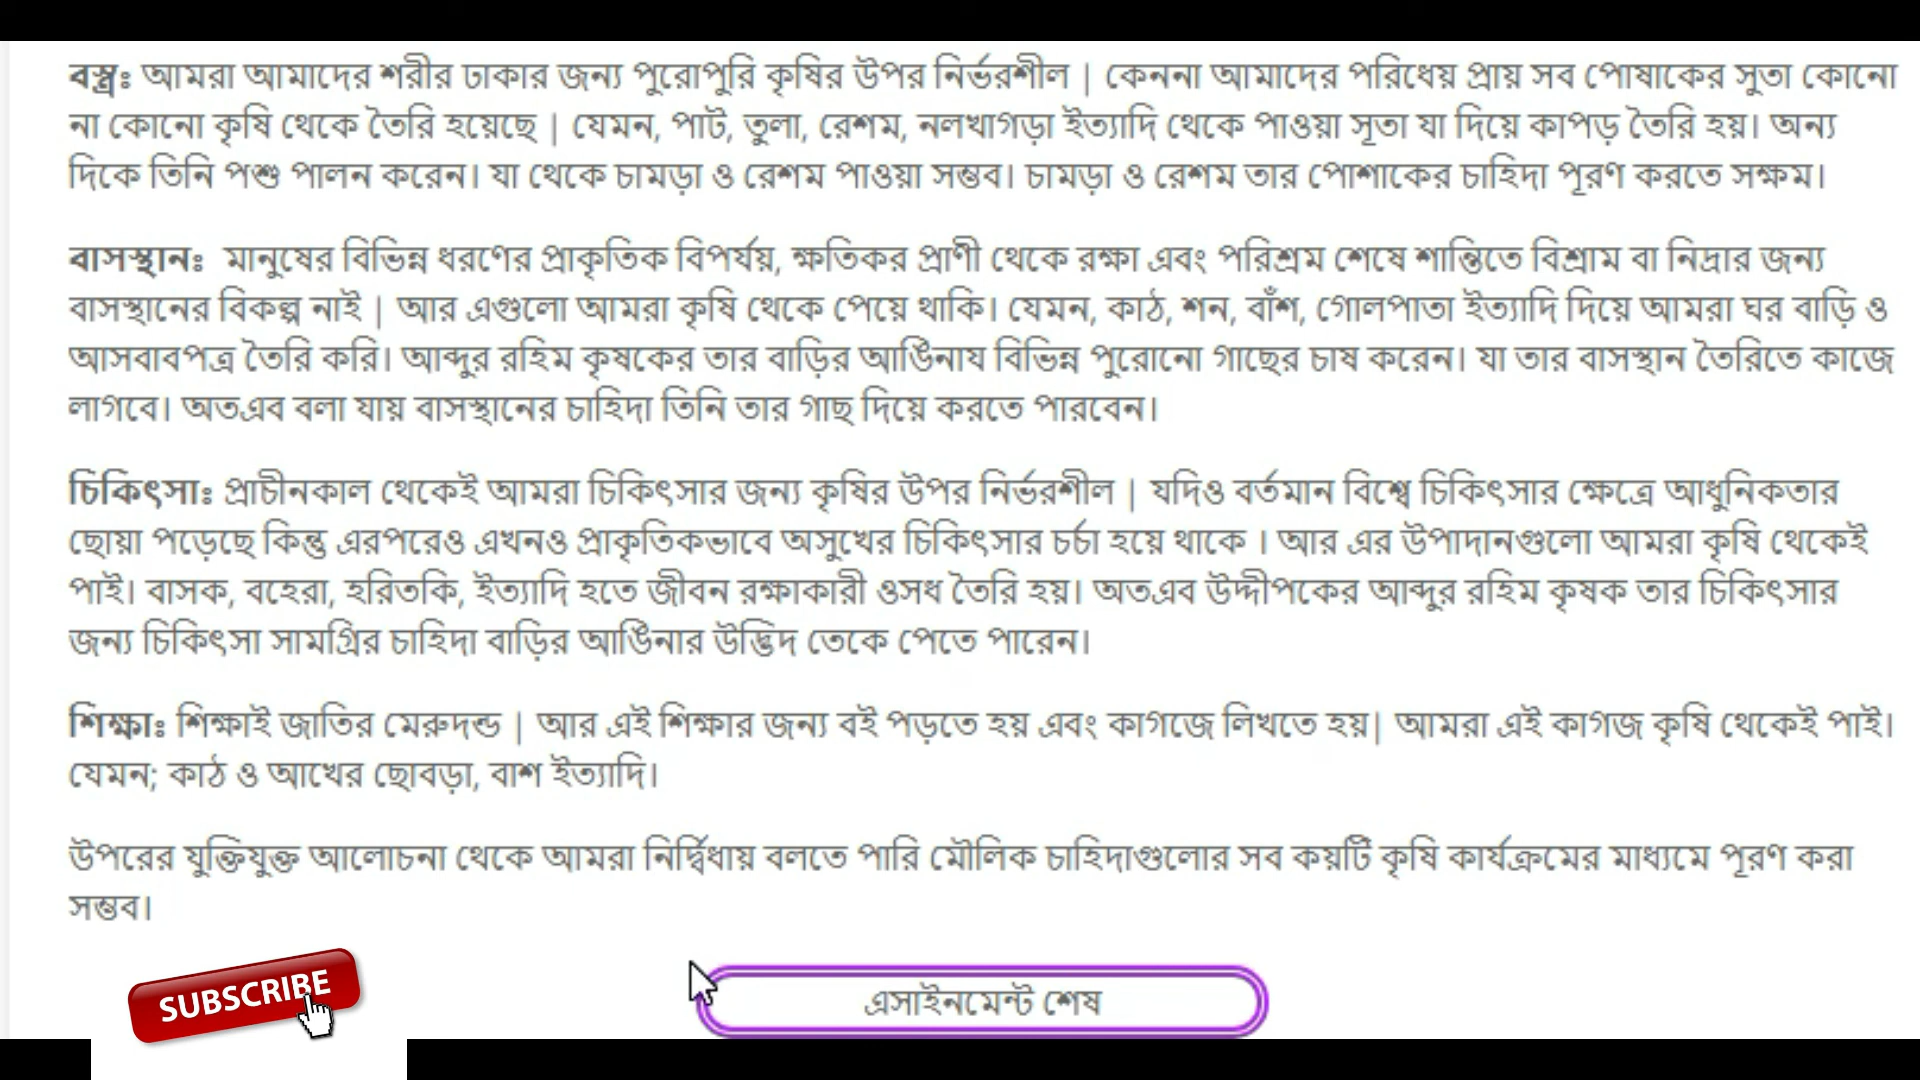 বস্ত্রঃ আমরা আমাদের শরীর ঢাকার জন্য পুরোপুরি কৃষির উপর নির্ভরশীল | কেননা আমাদের পরিধেয় প্রায় সব পোষাকের সুতা কোনো
না কোনো কৃষি থেকে তৈরি হয়েছে | যেমন, পাট, তুলা, রেশম, নলখাগড়া ইত্যাদি থেকে পাওয়া সূতা যা দিয়ে কাপড় তৈরি হয়। অন্য
দিকে তিনি পশু পালন করেন। যা থেকে চামড়া ও রেশম পাওয়া সম্ভব। চামড়া ও রেশম তার পোশাকের চাহিদা পূরণ করতে সক্ষম।
বাসস্থানঃ মানুষের বিভিন্ন ধরণের প্রাকৃতিক বিপর্যয়, ক্ষতিকর প্রাণী থেকে রক্ষা এবং পরিশ্রম শেষে শান্তিতে বিশ্রাম বা নিদ্রার জন্য
বাসস্থানের বিকল্প নাই | আর এগুলো আমরা কৃষি থেকে পেয়ে থাকি। যেমন, কাঠ, শন, বাঁশ, গোলপাতা ইত্যাদি দিয়ে আমরা ঘর বাড়ি ও
আসবাবপত্র তৈরি করি। আব্দুর রহিম কৃষকের তার বাড়ির আঙিনায বিভিন্ন পুরোনো গাছের চাষ করেন। যা তার বাসস্থান তৈরিতে কাজে
লাগবে। অতএব বলা যায় বাসস্থানের চাহিদা তিনি তার গাছ দিয়ে করতে পারবেন।
চিকিৎসাঃ প্রাচীনকাল থেকেই আমরা চিকিৎসার জন্য কৃষির উপর নির্ভরশীল | যদিও বর্তমান বিশ্বে চিকিৎসার ক্ষেত্রে আধুনিকতার
ছোয়া পড়েছে কিন্তু এরপরেও এখনও প্রাকৃতিকভাবে অসুখের চিকিৎসার চর্চা হয়ে থাকে । আর এর উপাদানগুলো আমরা কৃষি থেকেই
পাই। বাসক, বহেরা, হরিতকি, ইত্যাদি হতে জীবন রক্ষাকারী ওসধ তৈরি হয়। অতএব উদ্দীপকের আব্দুর রহিম কৃষক তার চিকিৎসার
জন্য চিকিৎসা সামগ্রির চাহিদা বাড়ির আঙিনার উদ্ভিদ তেকে পেতে পারেন।
শিক্ষাঃ শিক্ষাই জাতির মেরুদন্ড | আর এই শিক্ষার জন্য বই পড়তে হয় এবং কাগজে লিখতে হয়| আমরা এই কাগজ কৃষি থেকেই পাই।
যেমন; কাঠ ও আখের ছোবড়া, বাশ ইত্যাদি।
উপরের যুক্তিযুক্ত আলোচনা থেকে আমরা নির্দ্বিধায় বলতে পারি মৌলিক চাহিদাগুলোর সব কয়টি কৃষি কার্যক্রমের মাধ্যমে পূরণ করা
সম্ভব।
SUBSCRIBE
এসাইনমেন্ট শেষ